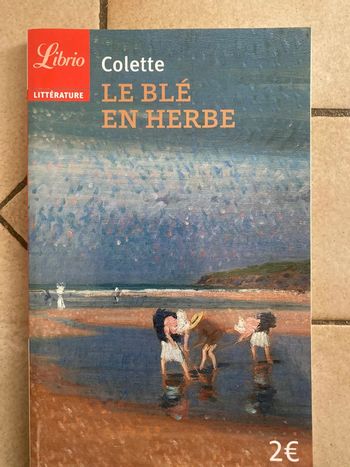 Librio
LITTÉRATURE
Colette
LE BLÉ
EN HERBE
2€